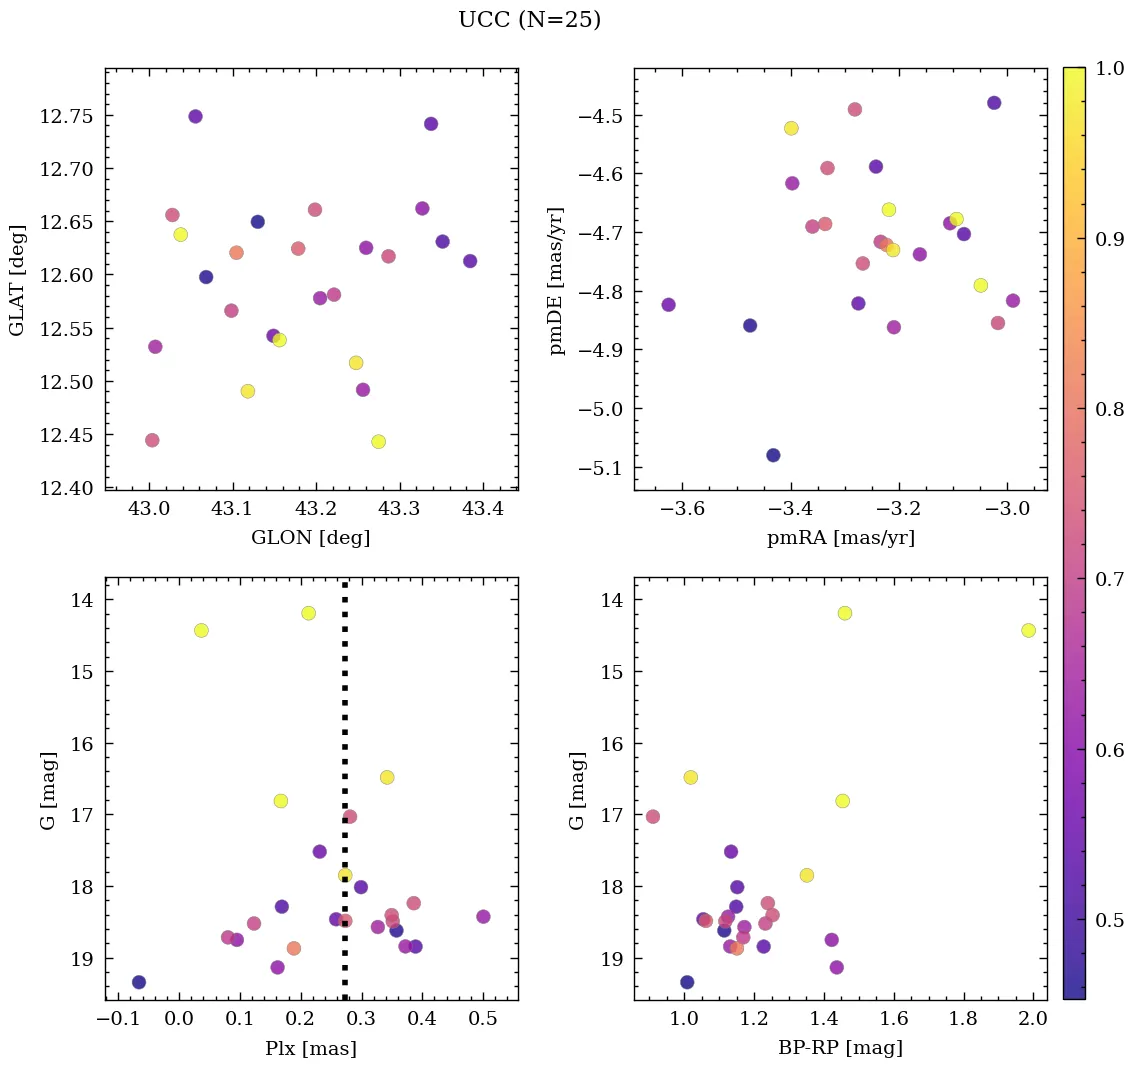 UCC (N=25)
12.75
12.70
12.65
12.60
12.55
12.50
12.45
12.40
GLAT [deg]
43.0 43.1 43.2 43.3 43.4
GLON [deg]
−4.5
−4.6
−4.7
−4.8
−4.9
−5.0
−5.1
pmDE [mas/yr]
−3.6 −3.4 −3.2 −3.0
pmRA [mas/yr]
14
15
16
17
18
19
G [mag]
−0.1 0.0 0.1 0.2 0.3 0.4 0.5
Plx [mas]
14
15
16
17
18
19
G [mag]
1.0 1.2 1.4 1.6 1.8 2.0
BP-RP [mag]
1.0
0.9
0.8
0.7
0.6
0.5